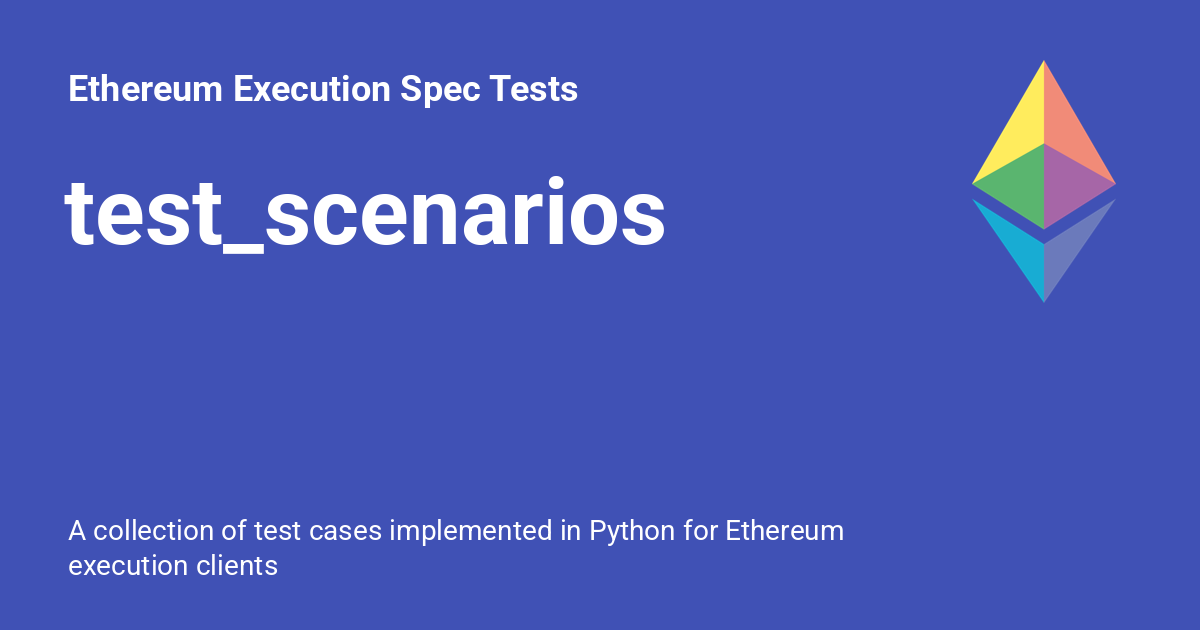 Ethereum Execution Spec Tests
test_scenarios
A collection of test cases implemented in Python for Ethereum
execution clients